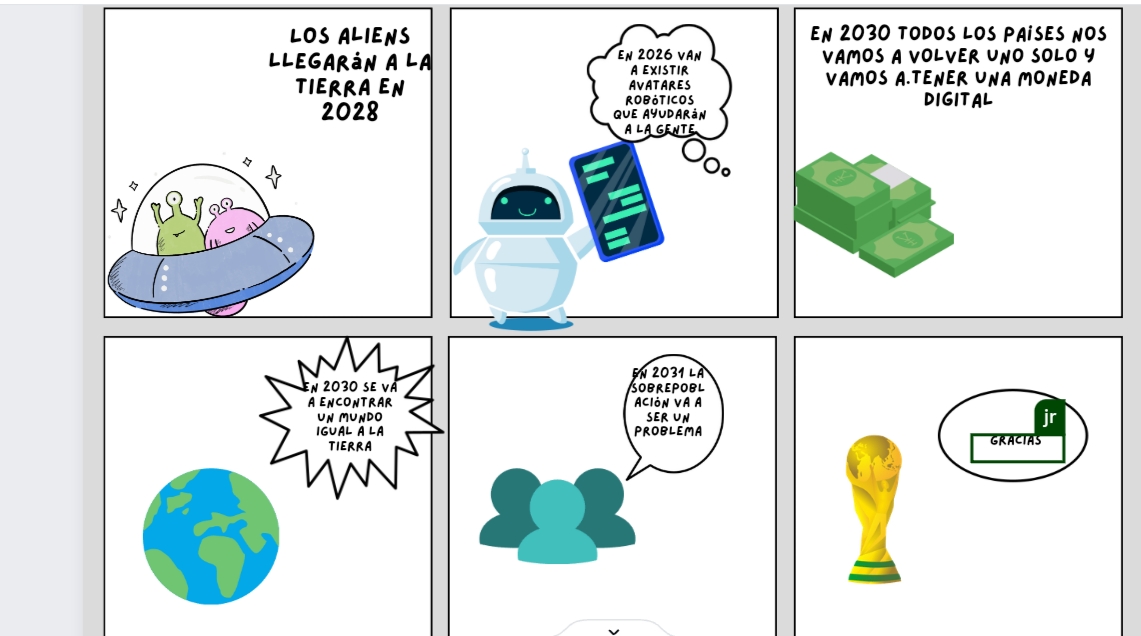 LOS ALIENS
LLEGARáN A LA
TIERRA EN
2028
EN 2026 VAN
A EXISTIR
AVATARES
ROBóTICOS
QUE AYUDARáN
A LA GENTE
EN 2030 TODOS LOS PAíSES NOS
VAMOS A VOLVER UNO SOLO Y
VAMOS A.TENER UNA MONEDA
DIGITAL
EN 2030 SE VA
A ENCONTRAR
UN MUNDO
IGUAL A LA
TIERRA
EN 2031 LA
SOBREPOBL
ACIóN VA A
SER UN
PROBLEMA
jr
GRACIAS